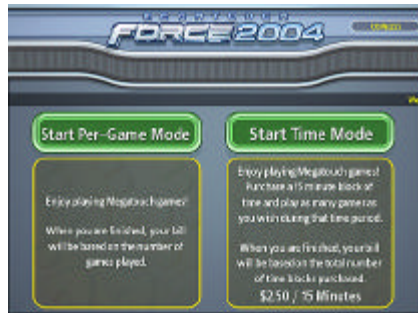 MEGATOUCH
FORCE 2004
Start Per-Game Mode
Enjoy playing Megatouch games!
When you are finished, your bill
will be based on the number of
games played.
Start Time Mode
Enjoy playing Megatouch games!
Purchase a 15 minute block of
time and play as many games as
you wish during that time period.
When you are finished, your bill
will be based on the total number
of time blocks purchased.
$2.50 / 15 Minutes